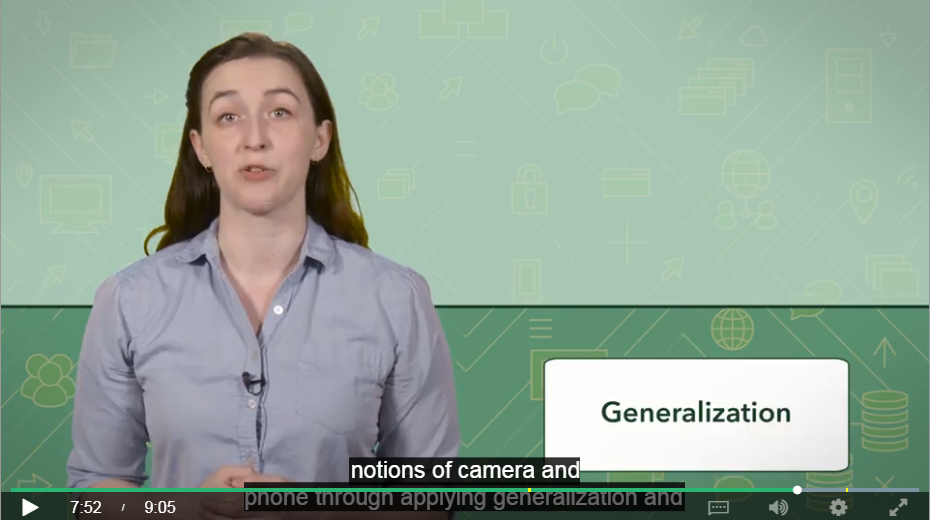 Generalization
notions of camera and
phone through applying generalization and
7:52 / 9:05